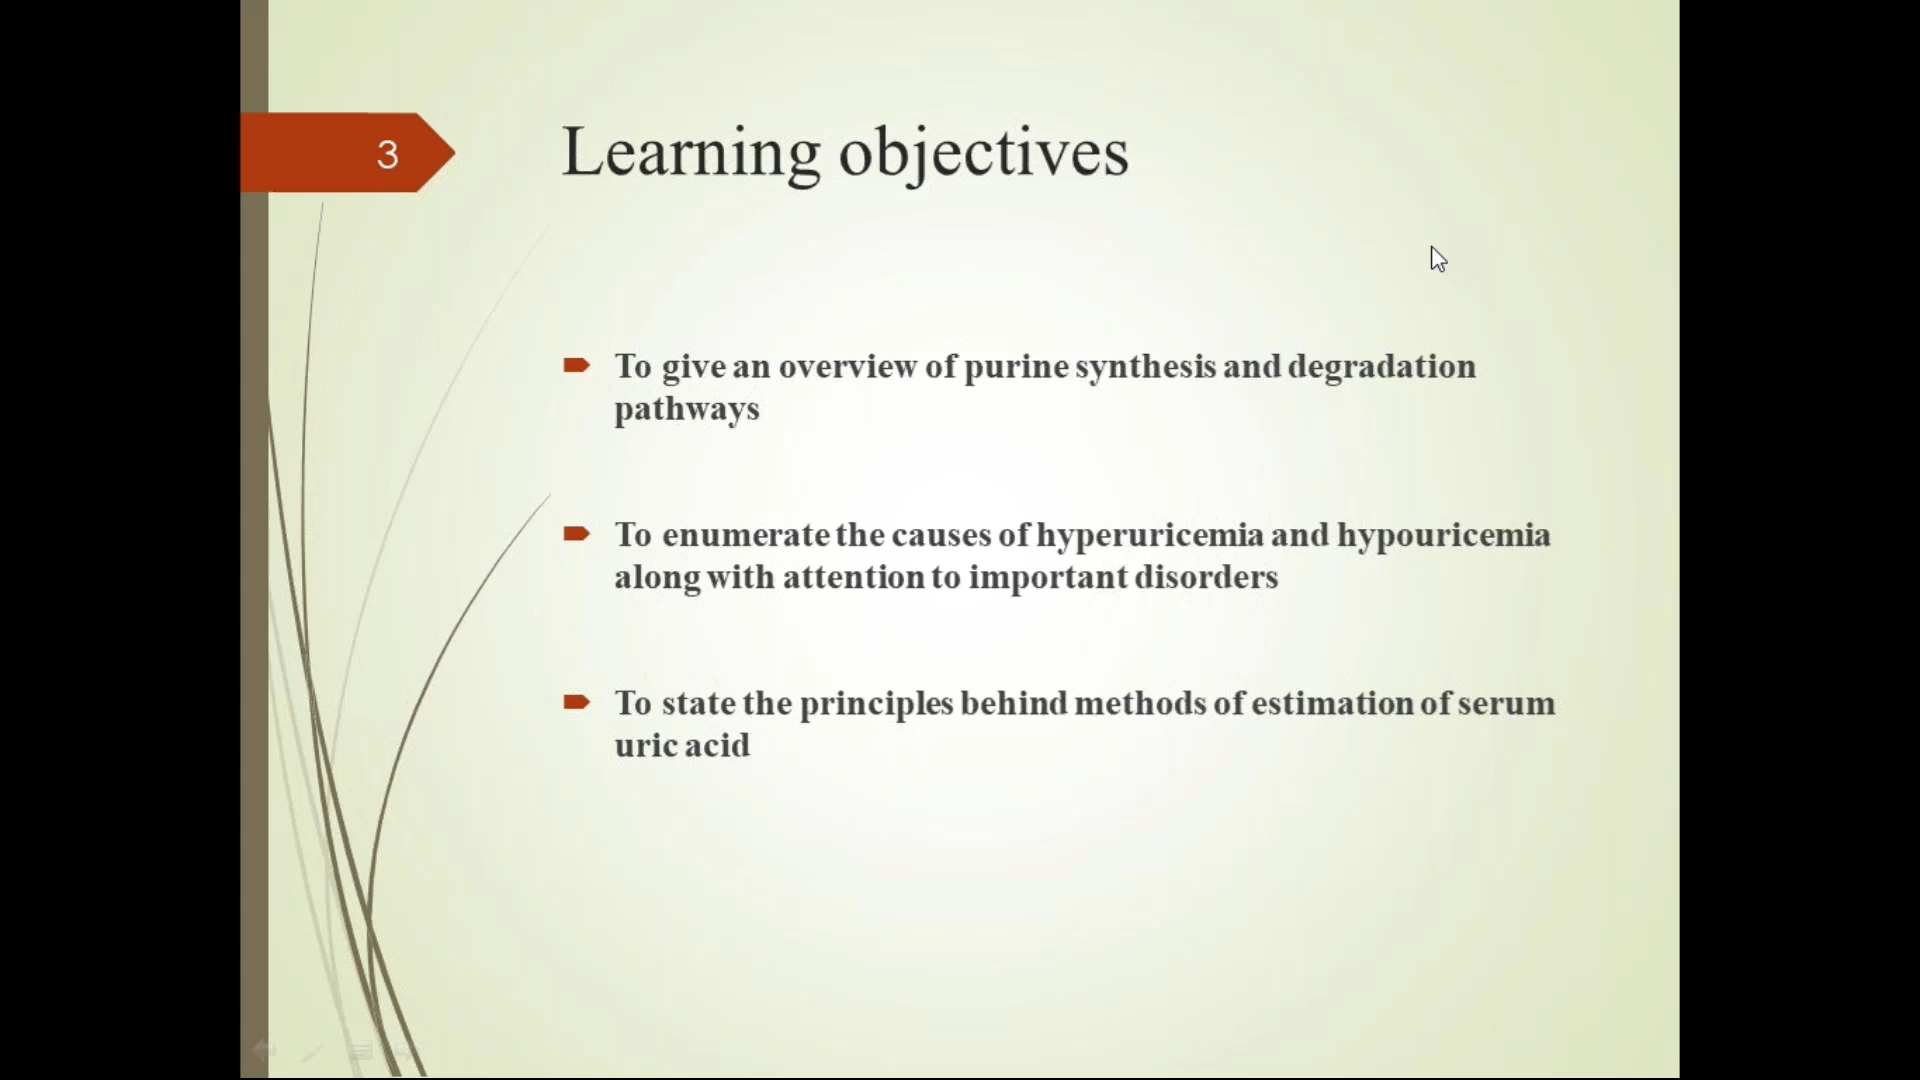 3
Learning objectives
To give an overview of purine synthesis and degradation
pathways
To enumerate the causes of hyperuricemia and hypouricemia
along with attention to important disorders
To state the principles behind methods of estimation of serum
uric acid